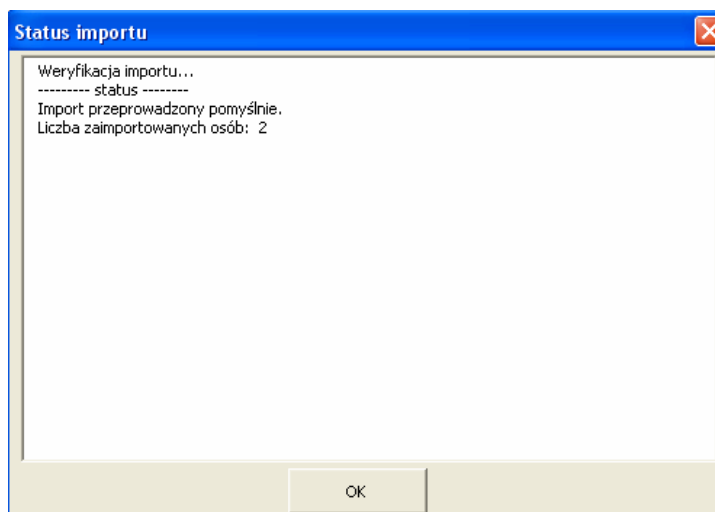 Status importu
Weryfikacja importu...
--------- status --------
Import przeprowadzony pomyślnie.
Liczba zaimportowanych osób:  2
OK